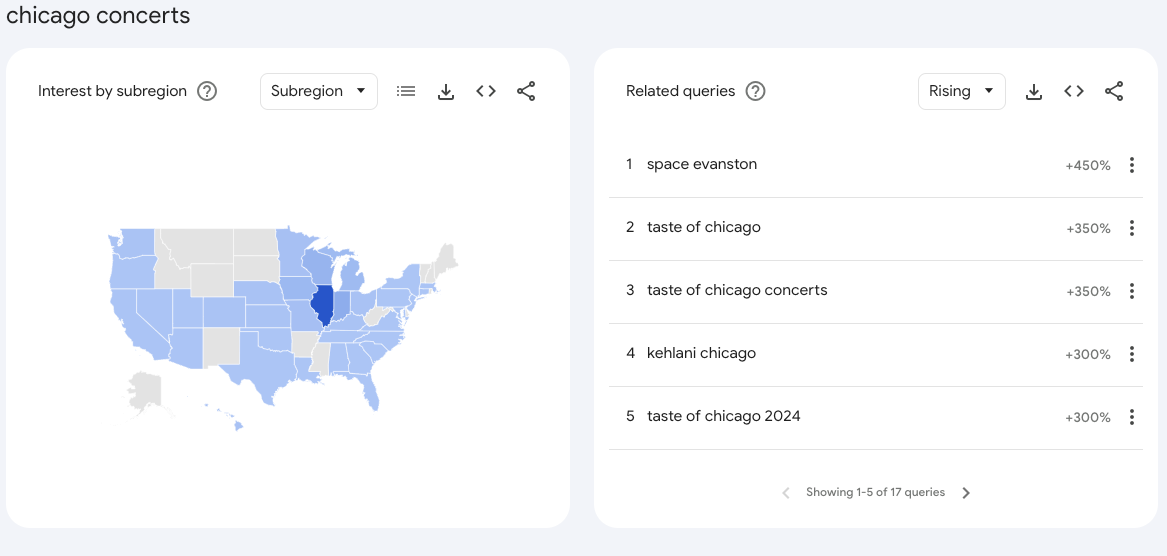 chicago concerts
Interest by subregion
Subregion
Related queries
Rising
1 space evanston +450%
2 taste of chicago +350%
3 taste of chicago concerts +350%
4 kehlani chicago +300%
5 taste of chicago 2024 +300%
Showing 1-5 of 17 queries